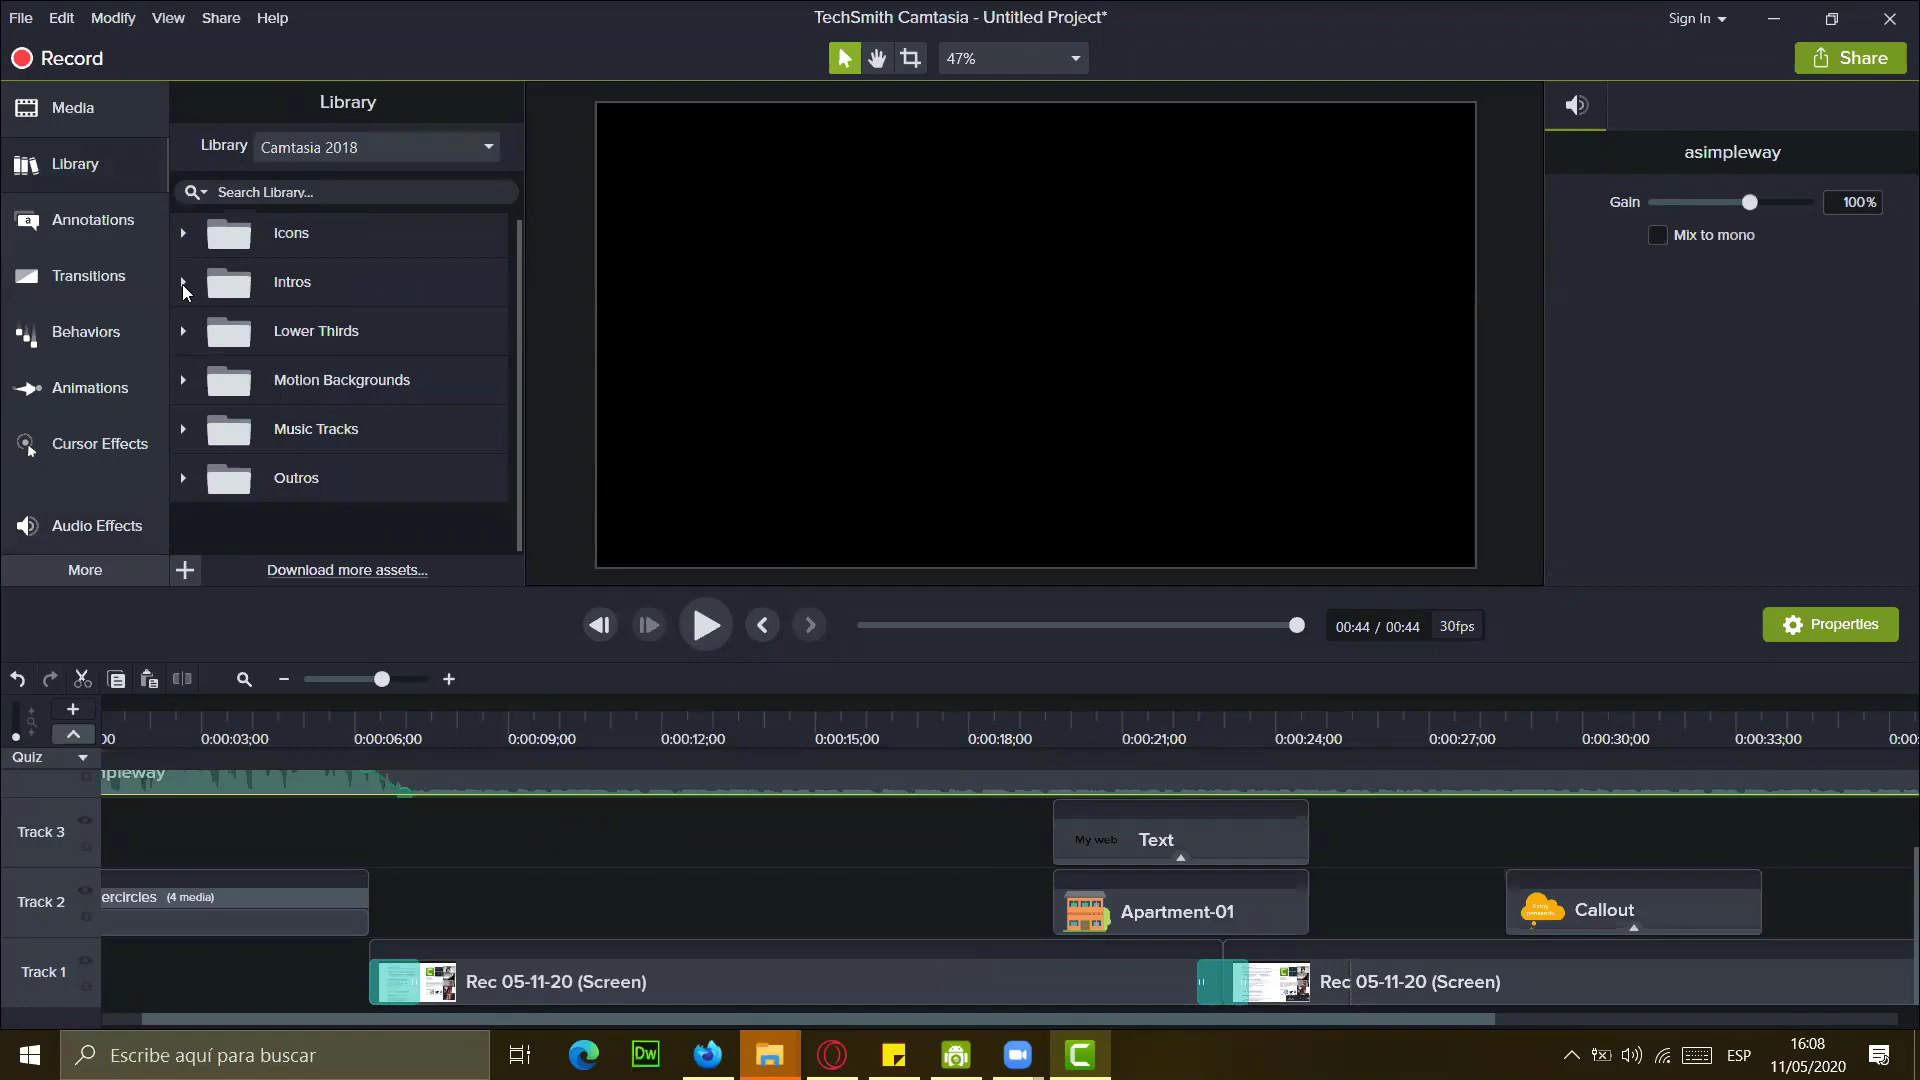 File Edit Modify View Share Help
TechSmith Camtasia - Untitled Project*
Sign In
Record
47%
Share
Media
Library
Annotations
Transitions
Behaviors
Animations
Cursor Effects
Audio Effects
More
Library
Library Camtasia 2018
Search Library...
Icons
Intros
Lower Thirds
Motion Backgrounds
Music Tracks
Outros
Download more assets...
asimpleway
Gain 100%
Mix to mono
00:44 / 00:44 30fps
Properties
0:00:03;00 0:00:06;00 0:00:09;00 0:00:12;00 0:00:15;00 0:00:18;00 0:00:21;00 0:00:24;00 0:00:27;00 0:00:30;00 0:00:33;00 0:00:
Quiz
mpleway
Track 3
My web Text
Track 2
ercircles (4 media)
Apartment-01
Callout
Track 1
Rec 05-11-20 (Screen)
Rec 05-11-20 (Screen)
Escribe aquí para buscar
Dw
ESP
16:08
11/05/2020